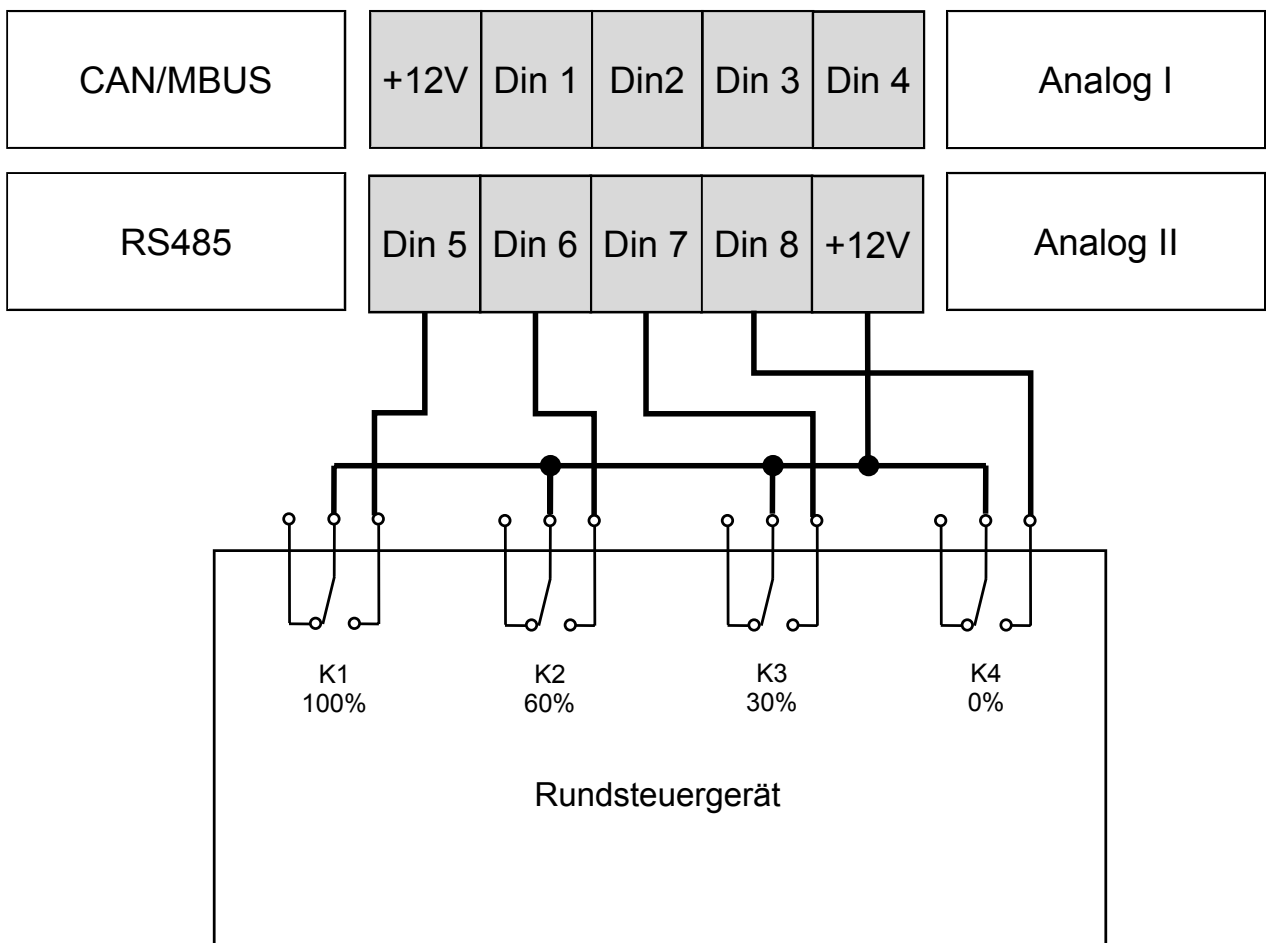 CAN/MBUS
+12V Din 1 Din2 Din 3 Din 4
Analog I
RS485
Din 5 Din 6 Din 7 Din 8 +12V
Analog II
K1
100%
K2
60%
K3
30%
K4
0%
Rundsteuergerät